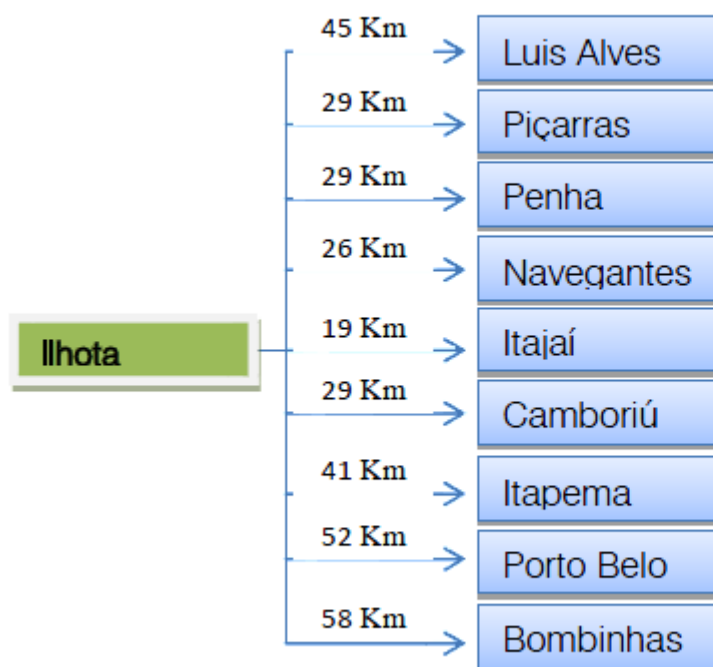 45 Km
Luis Alves
29 Km
Piçarras
29 Km
Penha
26 Km
Navegantes
Ilhota
19 Km
Itajaí
29 Km
Camboriú
41 Km
Itapema
52 Km
Porto Belo
58 Km
Bombinhas